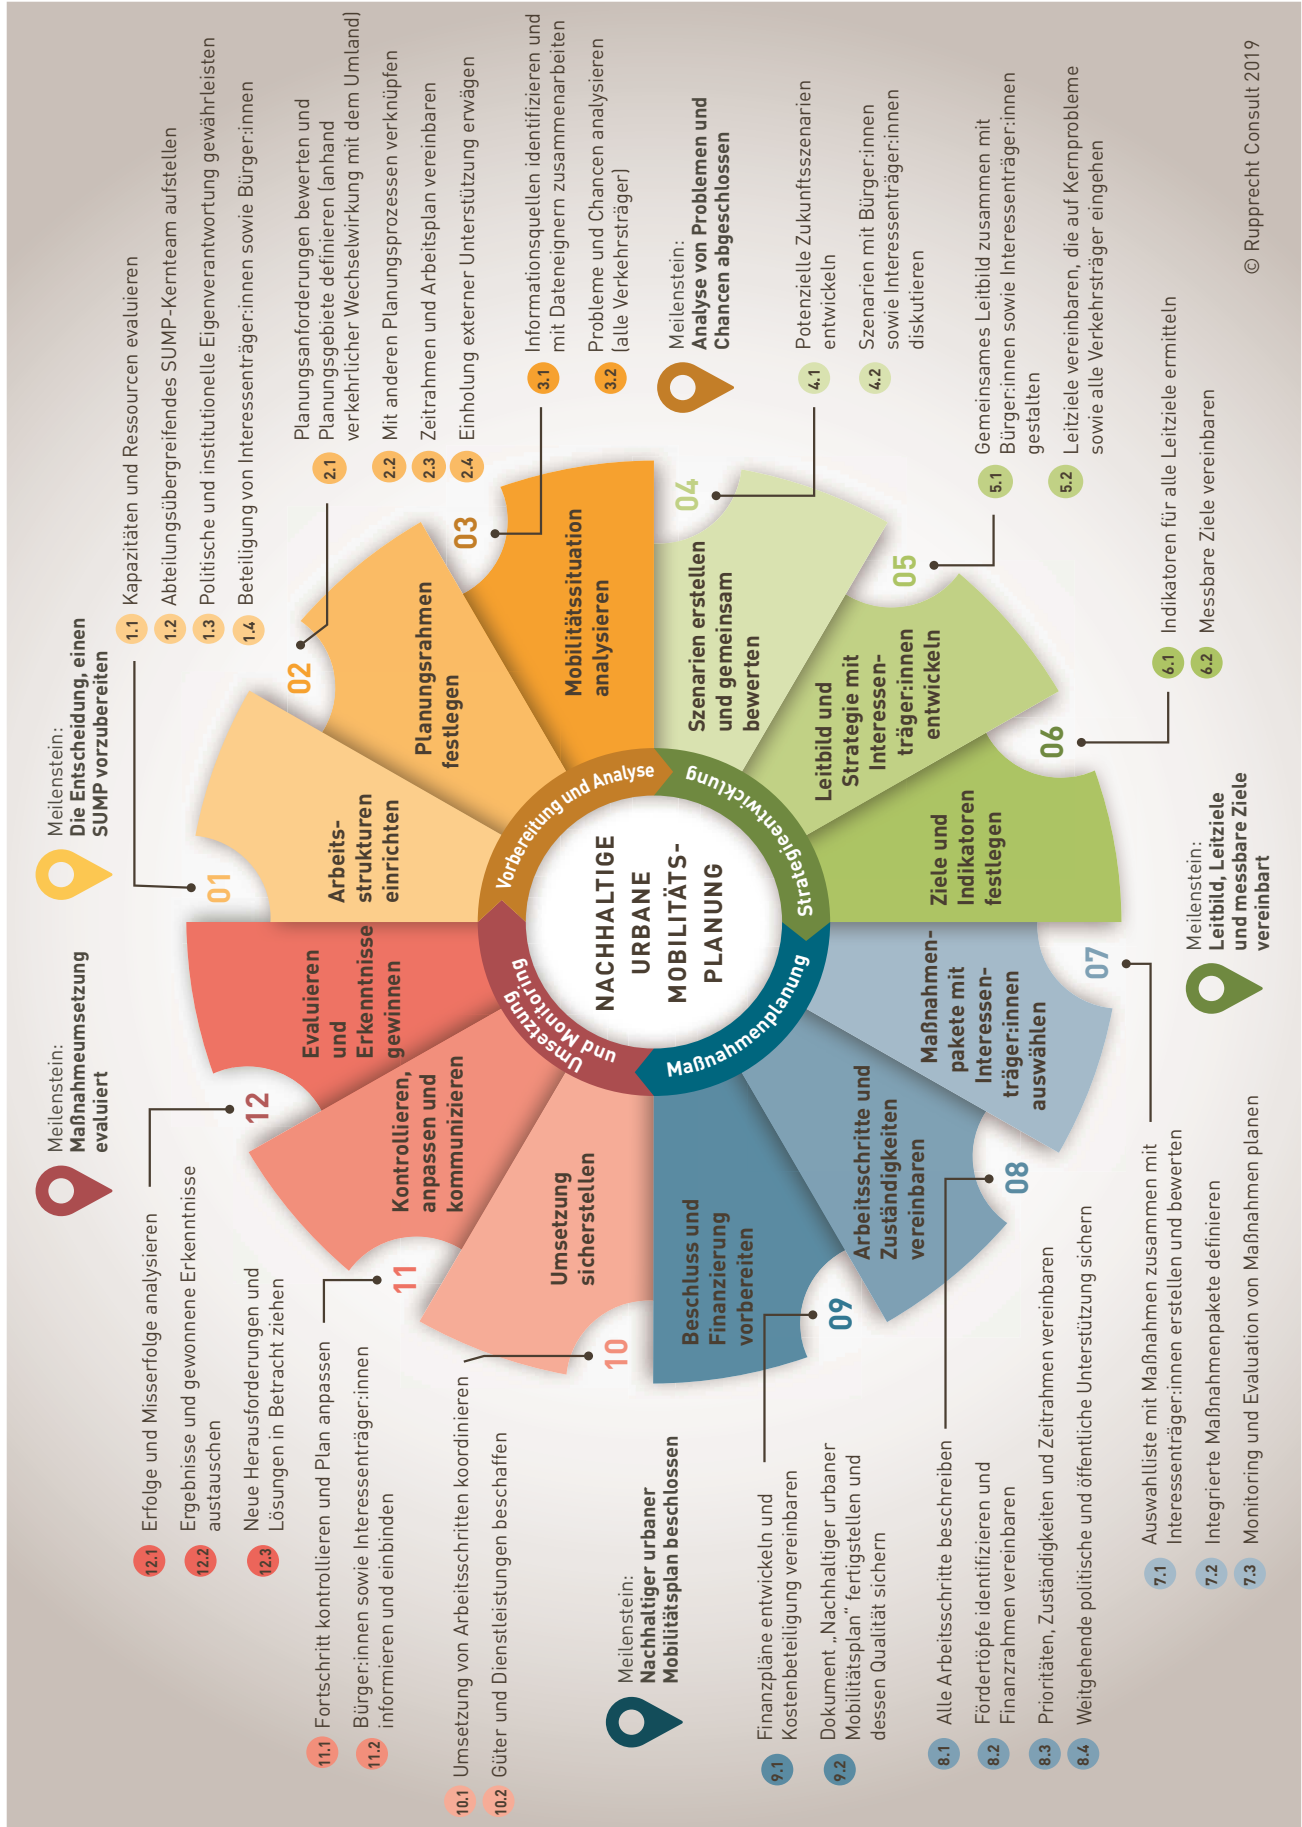 Meilenstein:
Maßnahmeumsetzung
evaluiert
Meilenstein:
Die Entscheidung, einen
SUMP vorzubereiten
NACHHALTIGE
URBANE
MOBILITÄTS-
PLANUNG
Vorbereitung und Analyse
Strategieentwicklung
Maßnahmenplanung
Umsetzung
und Monitoring
01
Arbeits-
strukturen
einrichten
1.1 Kapazitäten und Ressourcen evaluieren
1.2 Abteilungsübergreifendes SUMP-Kernteam aufstellen
1.3 Politische und institutionelle Eigenverantwortung gewährleisten
1.4 Beteiligung von Interessenträger:innen sowie Bürger:innen
02
Planungsrahmen
festlegen
2.1 Planungsanforderungen bewerten und
Planungsgebiete definieren (anhand
verkehrlicher Wechselwirkung mit dem Umland)
2.2 Mit anderen Planungsprozessen verknüpfen
2.3 Zeitrahmen und Arbeitsplan vereinbaren
2.4 Einholung externer Unterstützung erwägen
03
Mobilitätssituation
analysieren
3.1 Informationsquellen identifizieren und
mit Dateneignern zusammenarbeiten
3.2 Probleme und Chancen analysieren
(alle Verkehrsträger)
Meilenstein:
Analyse von Problemen und
Chancen abgeschlossen
04
Szenarien erstellen
und gemeinsam
bewerten
4.1 Potenzielle Zukunftsszenarien
entwickeln
4.2 Szenarien mit Bürger:innen
sowie Interessenträger:innen
diskutieren
05
Leitbild und
Strategie mit
Interessen-
träger:innen
entwickeln
5.1 Gemeinsames Leitbild zusammen mit
Bürger:innen sowie Interessenträger:innen
gestalten
5.2 Leitziele vereinbaren, die auf Kernprobleme
sowie alle Verkehrsträger eingehen
06
Ziele und
Indikatoren
festlegen
6.1 Indikatoren für alle Leitziele ermitteln
6.2 Messbare Ziele vereinbaren
Meilenstein:
Leitbild, Leitziele
und messbare Ziele
vereinbart
07
Maßnahmen-
pakete mit
Interessen-
träger:innen
auswählen
7.1 Auswahlliste mit Maßnahmen zusammen mit
Interessenträger:innen erstellen und bewerten
7.2 Integrierte Maßnahmenpakete definieren
7.3 Monitoring und Evaluation von Maßnahmen planen
08
Arbeitsschritte und
Zuständigkeiten
vereinbaren
8.1 Alle Arbeitsschritte beschreiben
8.2 Fördertöpfe identifizieren und
Finanzrahmen vereinbaren
8.3 Prioritäten, Zuständigkeiten und Zeitrahmen vereinbaren
8.4 Weitgehende politische und öffentliche Unterstützung sichern
09
Beschluss und
Finanzierung
vorbereiten
9.1 Finanzpläne entwickeln und
Kostenbeteiligung vereinbaren
9.2 Dokument „Nachhaltiger urbaner
Mobilitätsplan“ fertigstellen und
dessen Qualität sichern
Meilenstein:
Nachhaltiger urbaner
Mobilitätsplan beschlossen
10
Umsetzung
sicherstellen
10.1 Umsetzung von Arbeitsschritten koordinieren
10.2 Güter und Dienstleistungen beschaffen
11
Kontrollieren,
anpassen und
kommunizieren
11.1 Fortschritt kontrollieren und Plan anpassen
11.2 Bürger:innen sowie Interessenträger:innen
informieren und einbinden
12
Evaluieren
und
Erkenntnisse
gewinnen
12.1 Erfolge und Misserfolge analysieren
12.2 Ergebnisse und gewonnene Erkenntnisse
austauschen
12.3 Neue Herausforderungen und
Lösungen in Betracht ziehen
© Rupprecht Consult 2019